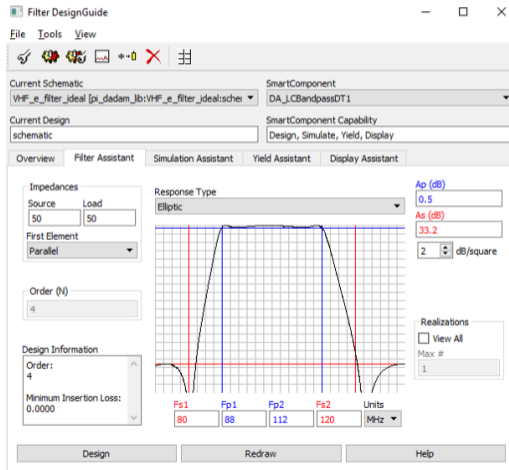 Filter DesignGuide
File Tools View
Current Schematic
VHF_e_filter_ideal [pi_dadam_lib:VHF_e_filter_ideal:scher
SmartComponent
DA_LCBandpassDT1
Current Design
schematic
SmartComponent Capability
Design, Simulate, Yield, Display
Overview Filter Assistant Simulation Assistant Yield Assistant Display Assistant
Impedances
Source Load
50 50
First Element
Parallel
Order (N)
4
Design Information
Order:
4
Minimum Insertion Loss:
0.0000
Response Type
Elliptic
Fs1 Fp1 Fp2 Fs2 Units
80 88 112 120 MHz
Ap (dB)
0.5
As (dB)
33.2
2 dB/square
Realizations
View All
Max #
1
Design Redraw Help